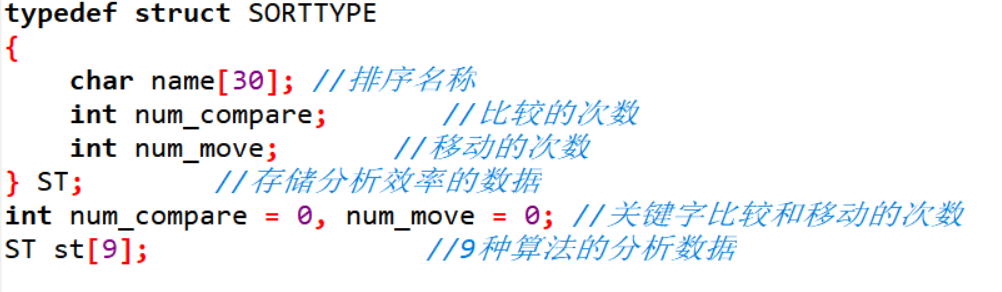 typedef struct SORTTYPE
{
    char name[30]; //排序名称
    int num_compare;       //比较的次数
    int num_move;       //移动的次数
} ST;        //存储分析效率的数据
int num_compare = 0, num_move = 0; //关键字比较和移动的次数
ST st[9];                 //9种算法的分析数据